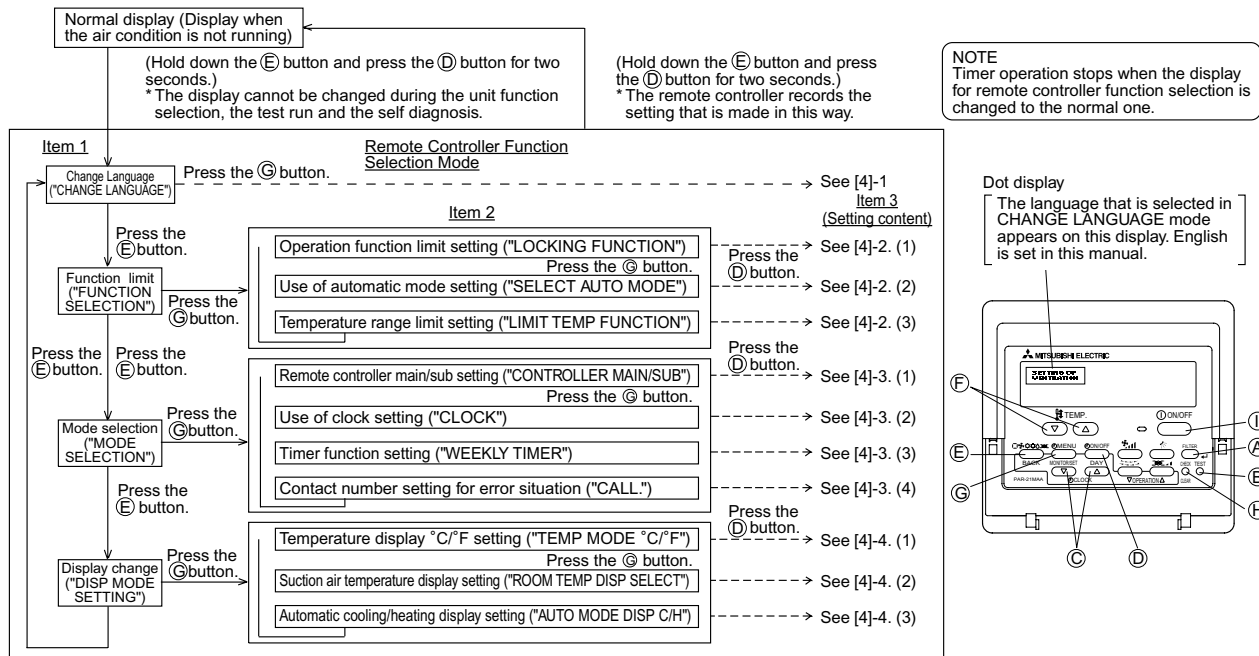 Normal display (Display when
the air condition is not running)
(Hold down the Ⓔ button and press the Ⓓ button for two
seconds.)
* The display cannot be changed during the unit function
selection, the test run and the self diagnosis.
(Hold down the Ⓔ button and press
the Ⓓ button for two seconds.)
* The remote controller records the
setting that is made in this way.
NOTE
Timer operation stops when the display
for remote controller function selection is
changed to the normal one.
Item 1
Remote Controller Function
Selection Mode
Change Language
("CHANGE LANGUAGE")
Press the Ⓖ button.
See [4]-1
Item 2
Item 3
(Setting content)
Press the
Ⓔ button.
Function limit
("FUNCTION
SELECTION")
Press the
Ⓖ button.
Operation function limit setting ("LOCKING FUNCTION")
Press the Ⓖ button.
Use of automatic mode setting ("SELECT AUTO MODE")
Temperature range limit setting ("LIMIT TEMP FUNCTION")
Press the
Ⓓ button.
See [4]-2. (1)
See [4]-2. (2)
See [4]-2. (3)
Press the
Ⓔ button.
Press the
Ⓔ button.
Mode selection
("MODE
SELECTION")
Press the
Ⓖ button.
Remote controller main/sub setting ("CONTROLLER MAIN/SUB")
Press the Ⓖ button.
Use of clock setting ("CLOCK")
Timer function setting ("WEEKLY TIMER")
Contact number setting for error situation ("CALL.")
Press the
Ⓓ button.
See [4]-3. (1)
See [4]-3. (2)
See [4]-3. (3)
See [4]-3. (4)
Press the
Ⓔ button.
Display change
("DISP MODE
SETTING")
Press the
Ⓖ button.
Temperature display °C/°F setting ("TEMP MODE °C/°F")
Press the Ⓖ button.
Suction air temperature display setting ("ROOM TEMP DISP SELECT")
Automatic cooling/heating display setting ("AUTO MODE DISP C/H")
Press the
Ⓓ button.
See [4]-4. (1)
See [4]-4. (2)
See [4]-4. (3)
Dot display
The language that is selected in
CHANGE LANGUAGE mode
appears on this display. English
is set in this manual.
MITSUBISHI ELECTRIC
SETTING OF
VENTILATION
TEMP.
ON/OFF
MENU
ON/OFF
FILTER
BACK
MONITOR/SET
DAY
CHECK
TEST
PAR-21MAA
CLOCK
OPERATION
CLEAR
Ⓕ
Ⓔ
Ⓖ
Ⓒ
Ⓓ
Ⓘ
Ⓐ
Ⓑ
Ⓗ